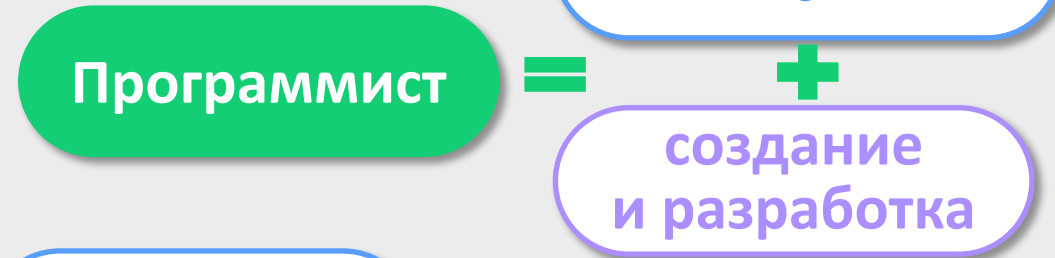 Программист
создание
и разработка